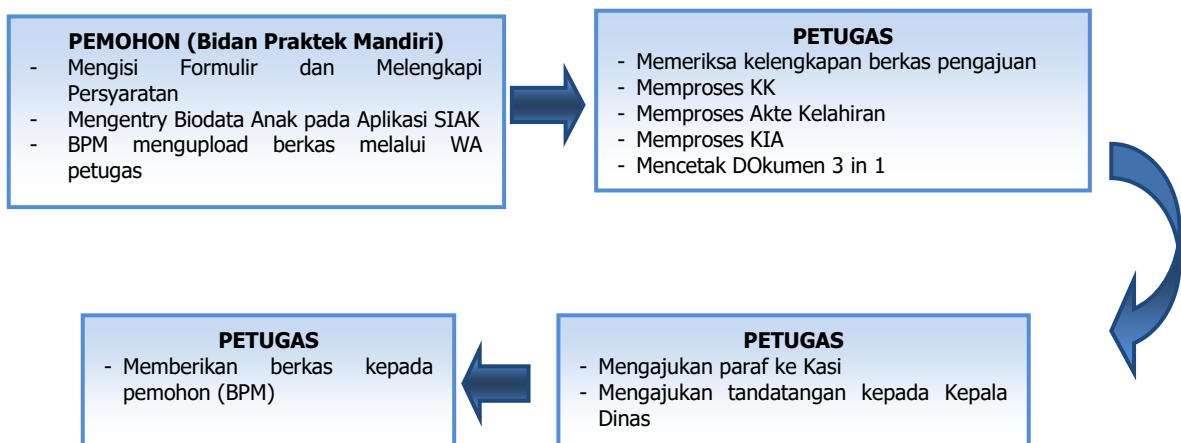 PEMOHON (Bidan Praktek Mandiri)
- Mengisi Formulir dan Melengkapi
Persyaratan
- Mengentry Biodata Anak pada Aplikasi SIAK
- BPM mengupload berkas melalui WA
petugas
PETUGAS
- Memeriksa kelengkapan berkas pengajuan
- Memproses KK
- Memproses Akte Kelahiran
- Memproses KIA
- Mencetak DOkumen 3 in 1
PETUGAS
- Mengajukan paraf ke Kasi
- Mengajukan tandatangan kepada Kepala
Dinas
PETUGAS
- Memberikan berkas kepada
pemohon (BPM)